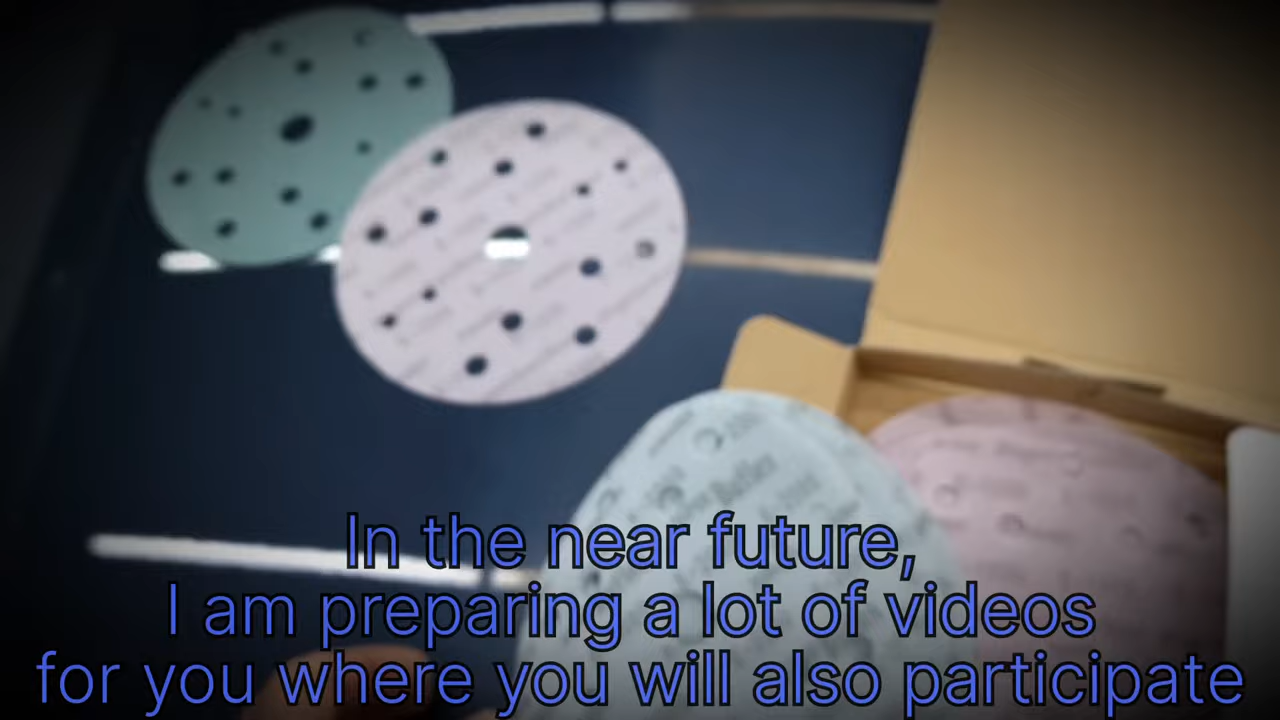 In the near future,
I am preparing a lot of videos
for you where you will also participate